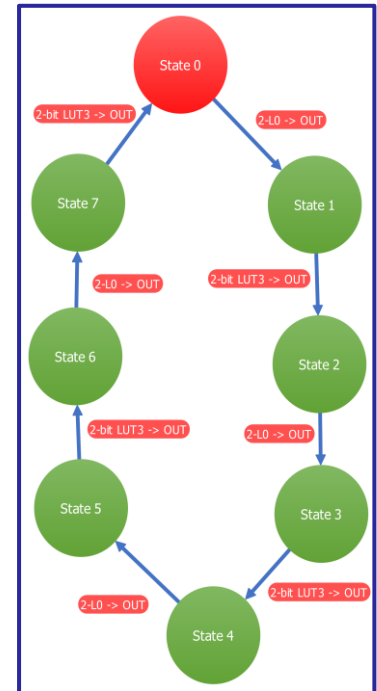 State 0
2-bit LUT3 -> OUT
2-L0 -> OUT
State 7
State 1
2-bit LUT3 -> OUT
2-L0 -> OUT
State 6
State 2
2-bit LUT3 -> OUT
2-L0 -> OUT
State 5
State 3
2-bit LUT3 -> OUT
2-L0 -> OUT
State 4